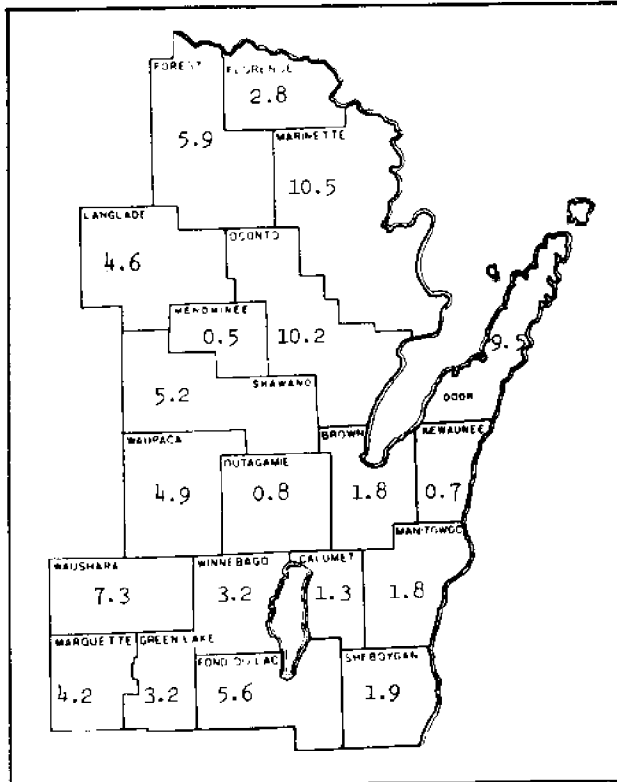 FOREST
FLORENCE
2.8
5.9
MARINETTE
10.5
LANGLADE
4.6
OCONTO
MENOMINEE
0.5
10.2
9.5
DOOR
5.2
SHAWANO
WAUPACA
4.9
OUTAGAMIE
0.8
BROWN
1.8
KEWAUNEE
0.7
MANITOWOC
1.8
WAUSHARA
7.3
WINNEBAGO
3.2
CALUMET
1.3
MARQUETTE
4.2
GREEN LAKE
3.2
FOND DU LAC
5.6
SHEBOYGAN
1.9